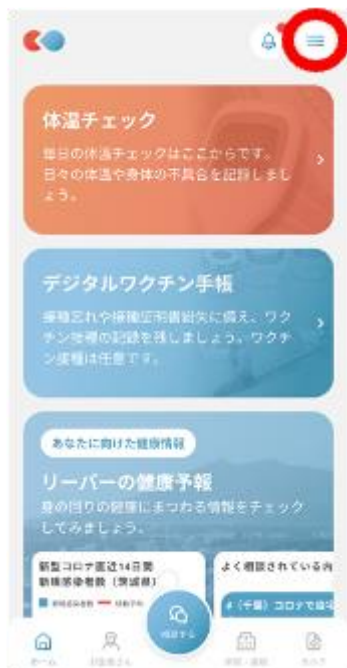 体温チェック
毎日の体温チェックはここからです。
日々の体温や身体の不具合を記録しまし
ょう。
デジタルワクチン手帳
接種忘れや接種証明書紛失に備え、ワク
チン接種の記録を残しましょう。ワクチ
ン接種は任意です。
あなたに向けた健康情報
リーバーの健康予報
身の回りの健康にまつわる情報をチェック
してみましょう。
新型コロナ直近14日間
新規感染者数（茨城県）
よく相談されている内
#（千葉）コロナで自宅
相談する
ホーム